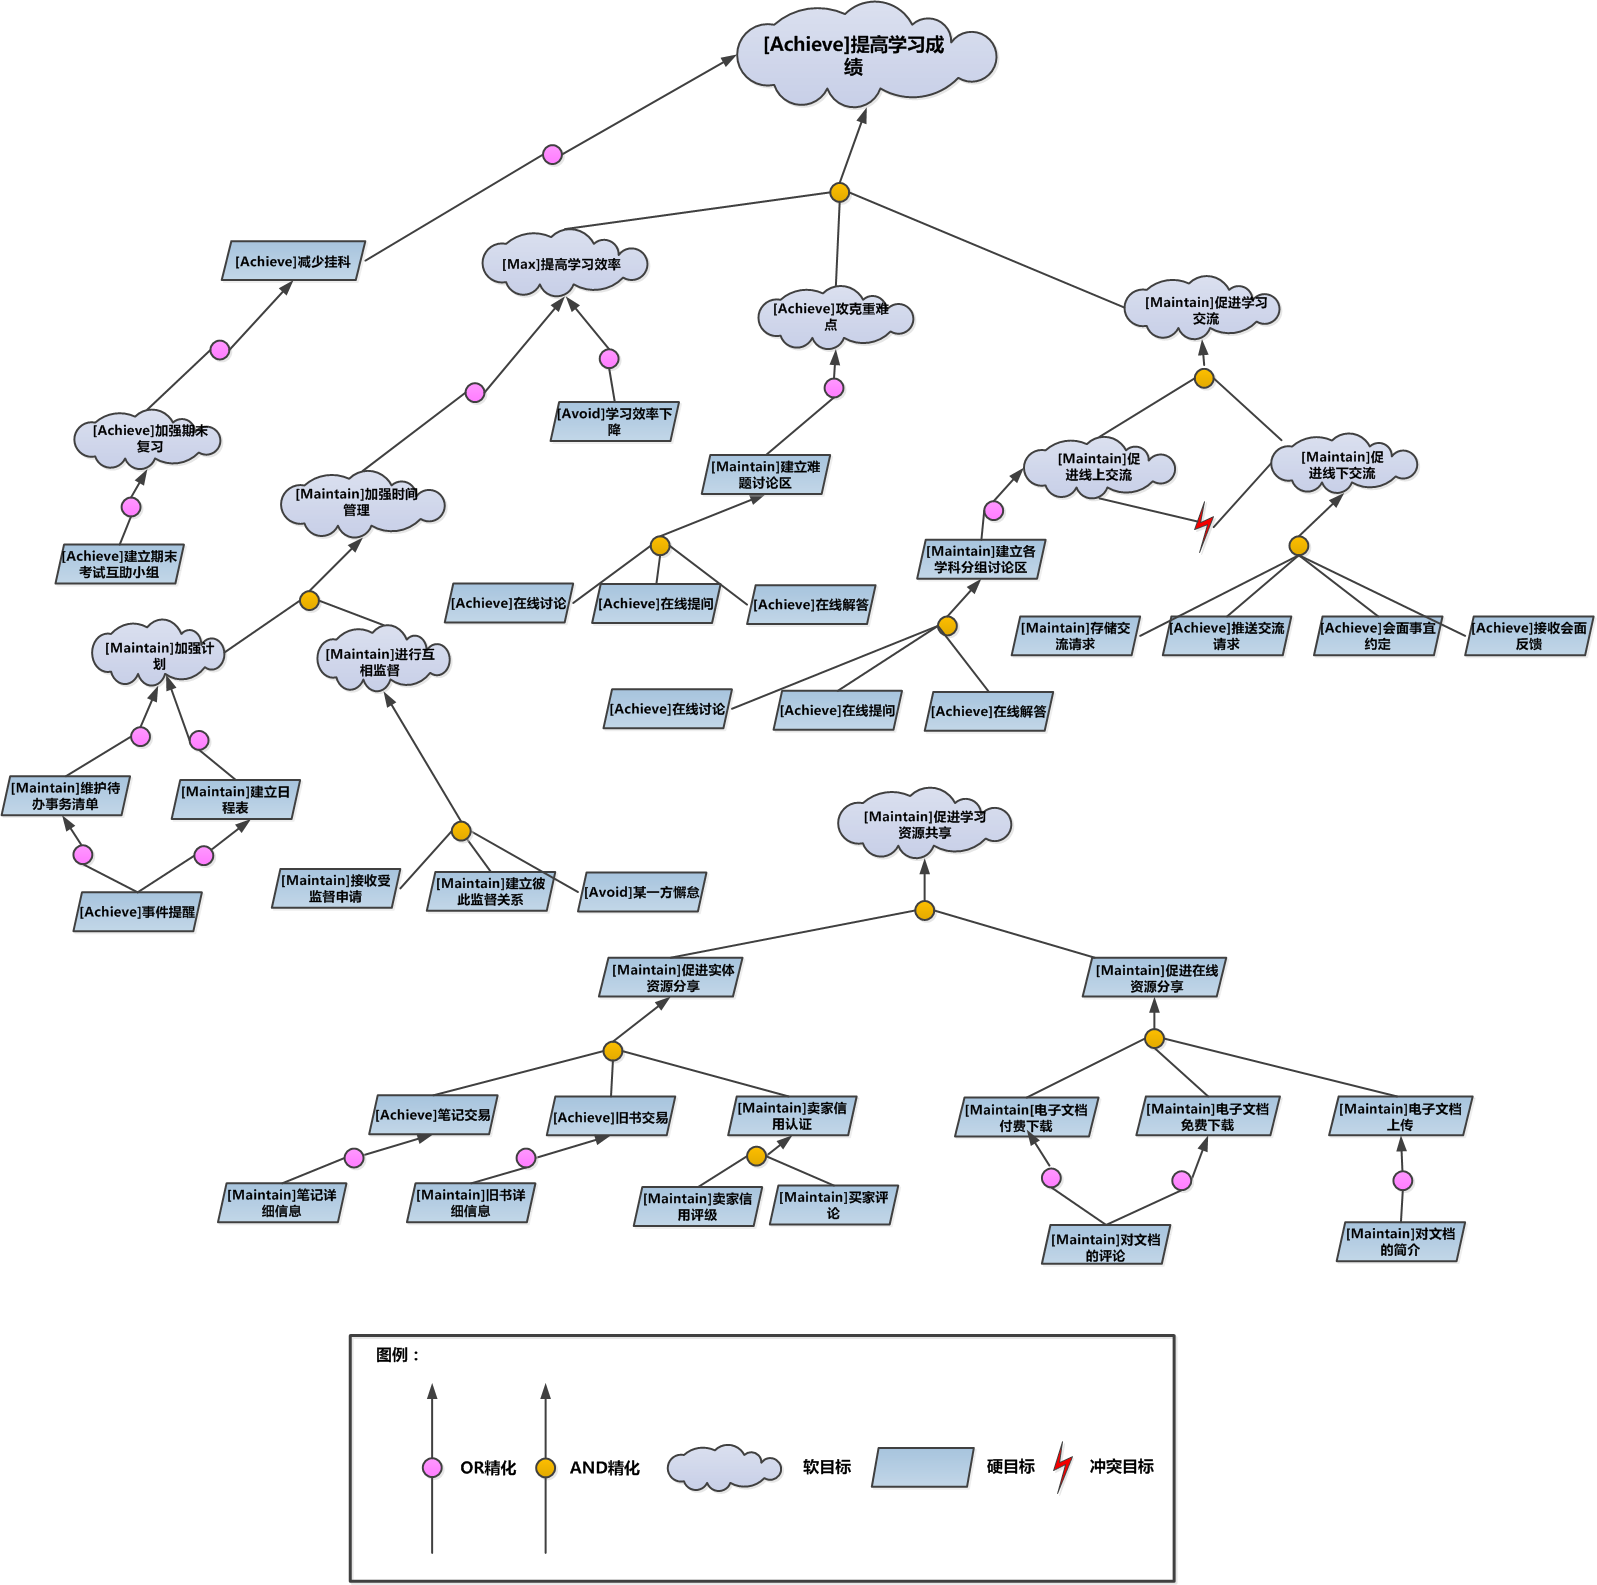 [Achieve]提高学习成
绩
[Achieve]减少挂科
[Max]提高学习效率
[Achieve]攻克重难
点
[Maintain]促进学习
交流
[Achieve]加强期末
复习
[Avoid]学习效率下
降
[Maintain]建立难
题讨论区
[Maintain]促
进线上交流
[Maintain]促
进线下交流
[Maintain]加强时间
管理
[Achieve]建立期末
考试互助小组
[Maintain]建立各
学科分组讨论区
[Achieve]在线讨论
[Achieve]在线提问
[Achieve]在线解答
[Maintain]存储交
流请求
[Achieve]推送交流
请求
[Achieve]会面事宜
约定
[Achieve]接收会面
反馈
[Maintain]加强计
划
[Maintain]进行互
相监督
[Achieve]在线讨论
[Achieve]在线提问
[Achieve]在线解答
[Maintain]维护待
办事务清单
[Maintain]建立日
程表
[Maintain]促进学习
资源共享
[Achieve]事件提醒
[Maintain]接收受
监督申请
[Maintain]建立彼
此监督关系
[Avoid]某一方懈怠
[Maintain]促进实体
资源分享
[Maintain]促进在线
资源分享
[Achieve]笔记交易
[Achieve]旧书交易
[Maintain]卖家信
用认证
[Maintain[电子文档
付费下载
[Maintain]电子文档
免费下载
[Maintain]电子文档
上传
[Maintain]笔记详
细信息
[Maintain]旧书详
细信息
[Maintain]卖家信
用评级
[Maintain]买家评
论
[Maintain]对文档
的评论
[Maintain]对文档
的简介
图例：
OR精化
AND精化
软目标
硬目标
冲突目标